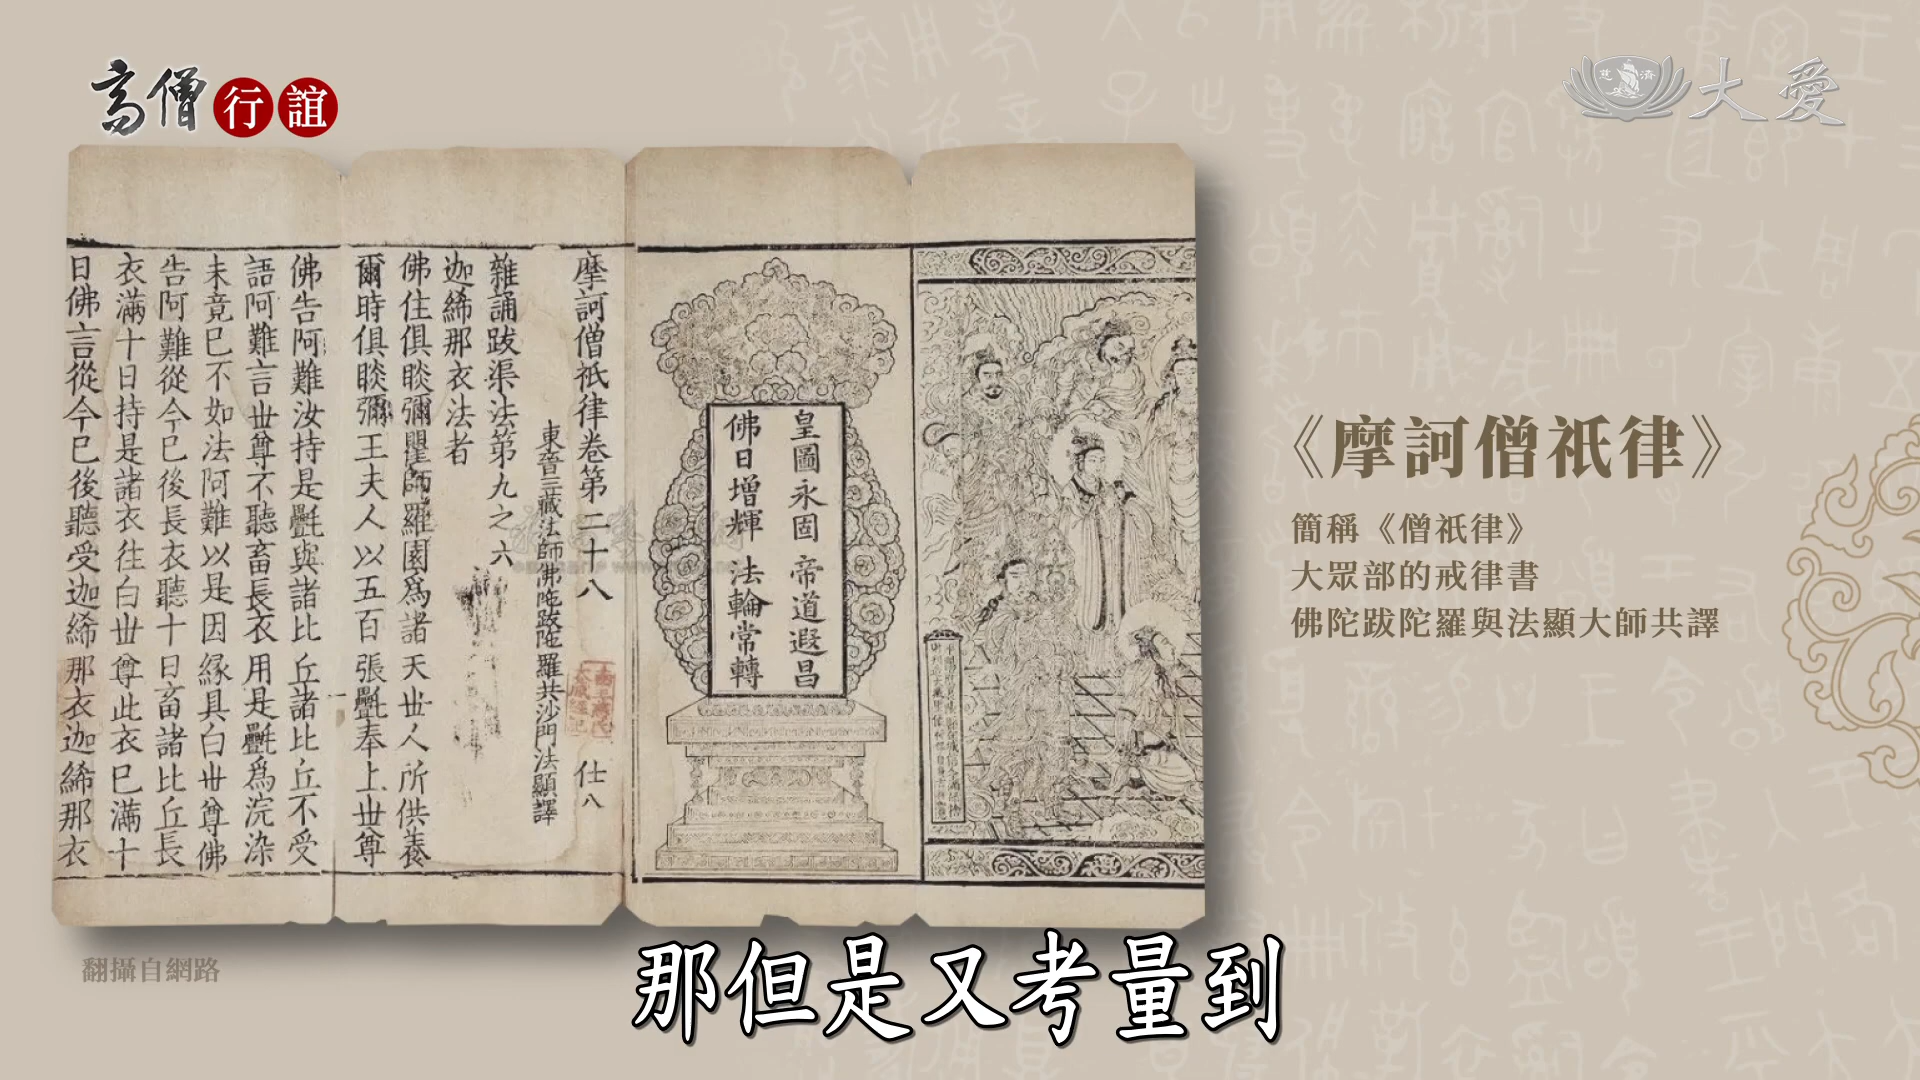 高僧行誼
慈濟
大愛
皇圖永固 帝道遐昌
佛日增輝 法輪常轉
摩訶僧祇律卷第二十八 仕八
東晉三藏法師佛陀跋陀羅共沙門法顯譯
雜誦跋渠法第九之六
迦絺那衣法者
佛住俱睒彌瞿師羅園爲諸天世人所供養
爾時俱睒彌王夫人以五百張㲲奉上世尊
佛告阿難汝持是㲲與諸比丘諸比丘不受
語阿難言世尊不聽畜長衣用是㲲爲浣染
未竟已不如法阿難以是因緣具白世尊佛
告阿難從今已後長衣聽十日畜諸比丘長
衣滿十日持是諸衣往白世尊此衣已滿十
日佛言從今已後聽受迦絺那衣迦絺那衣
《摩訶僧祇律》
簡稱《僧祇律》
大眾部的戒律書
佛陀跋陀羅與法顯大師共譯
翻攝自網路
那但是又考量到